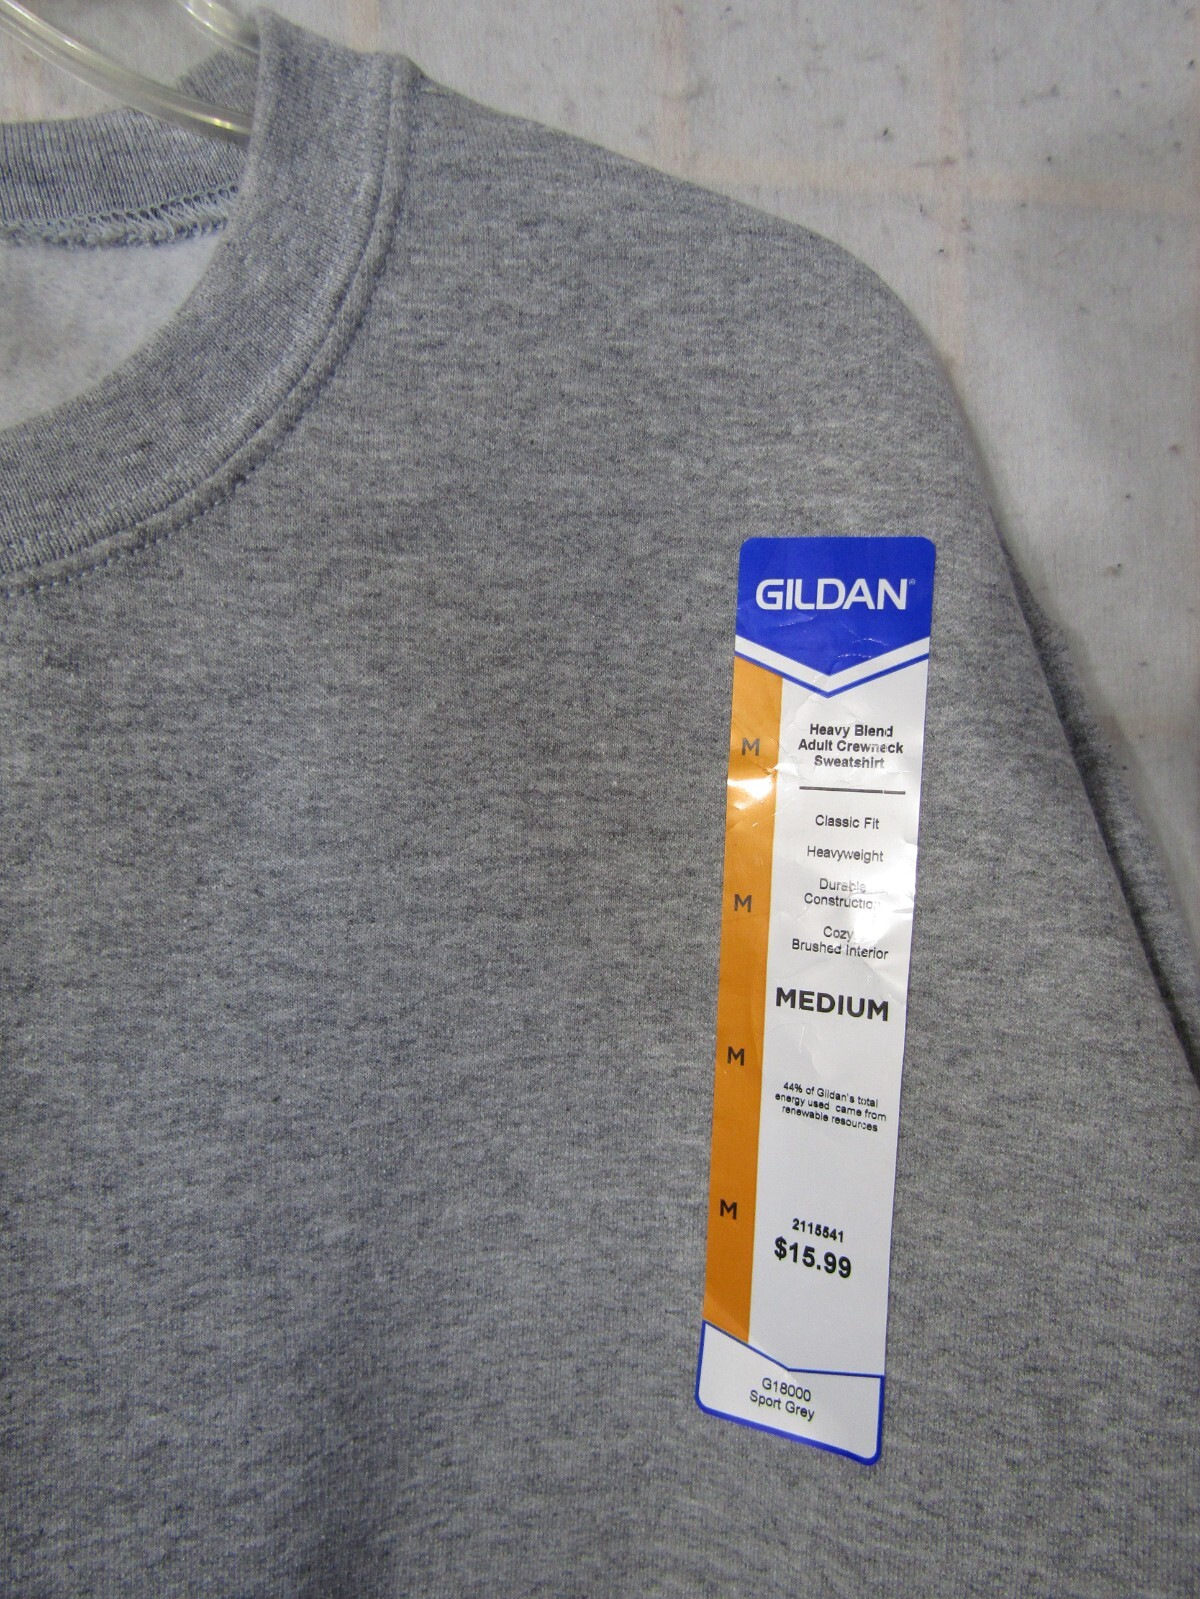 GILDAN®
Heavy Blend
Adult Crewneck
Sweatshirt
Classic Fit
Heavyweight
Durable
Construction
Cozy
Brushed Interior
MEDIUM
44% of Gildan's total
energy used came from
renewable resources
2115541
$15.99
M
M
M
M
G18000
Sport Grey